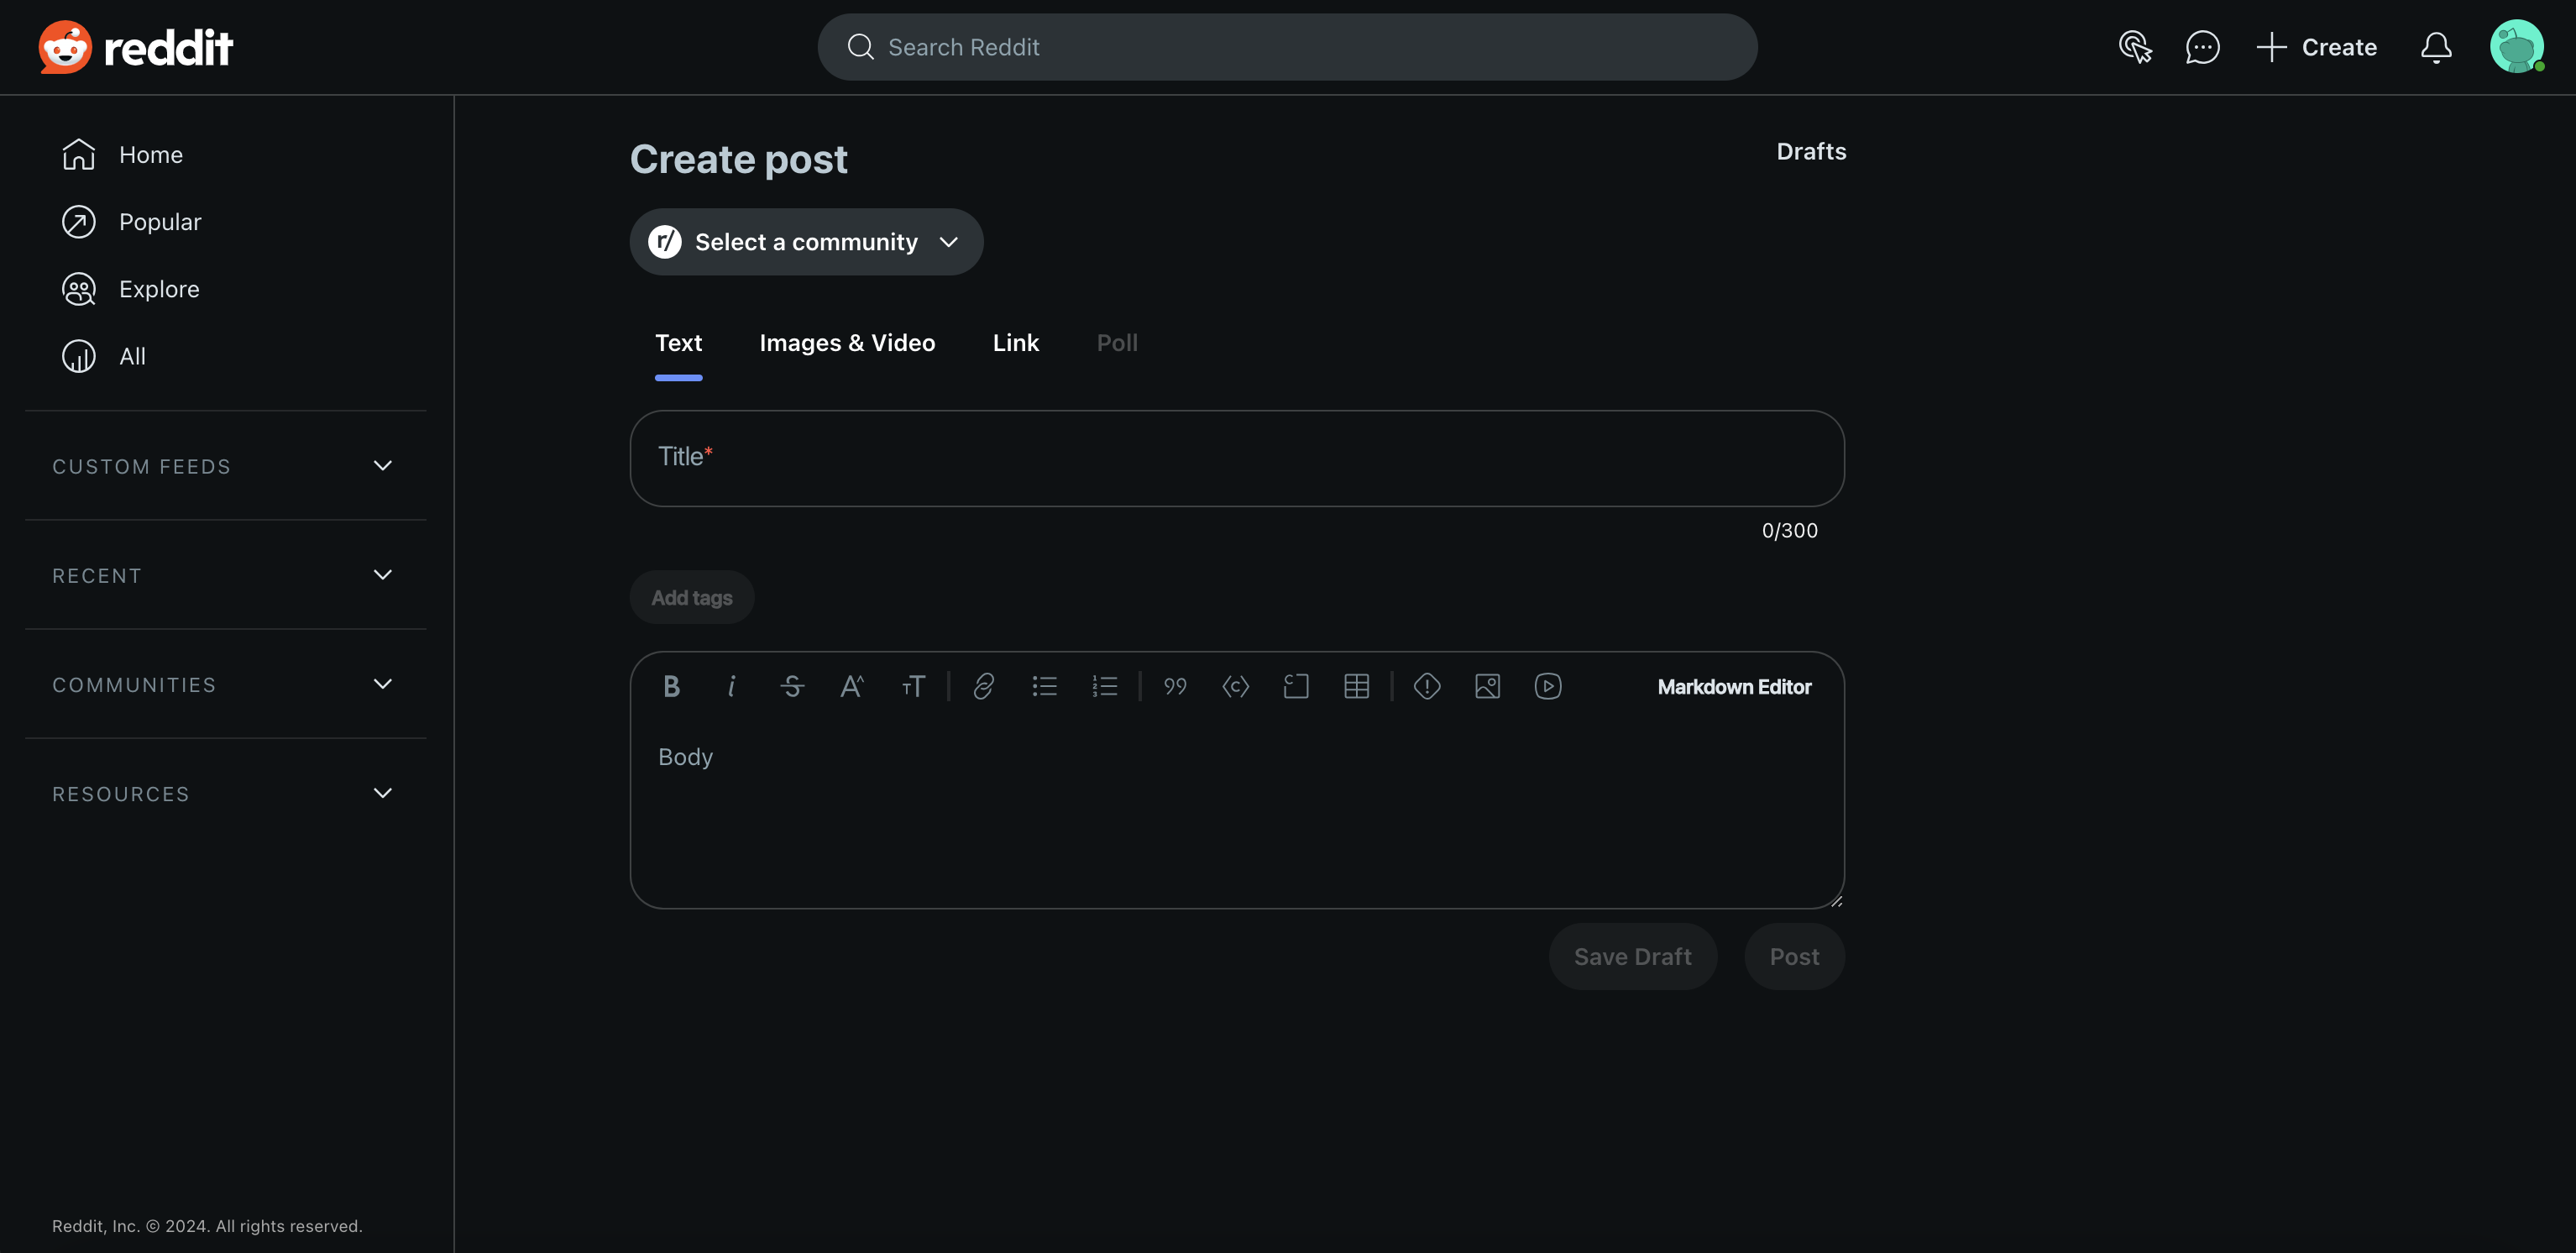 reddit
Search Reddit
Create
Home
Popular
Explore
All
CUSTOM FEEDS
RECENT
COMMUNITIES
RESOURCES
Reddit, Inc. © 2024. All rights reserved.
Create post
Drafts
r/ Select a community
Text Images & Video Link Poll
Title*
0/300
Add tags
Markdown Editor
Body
Save Draft Post